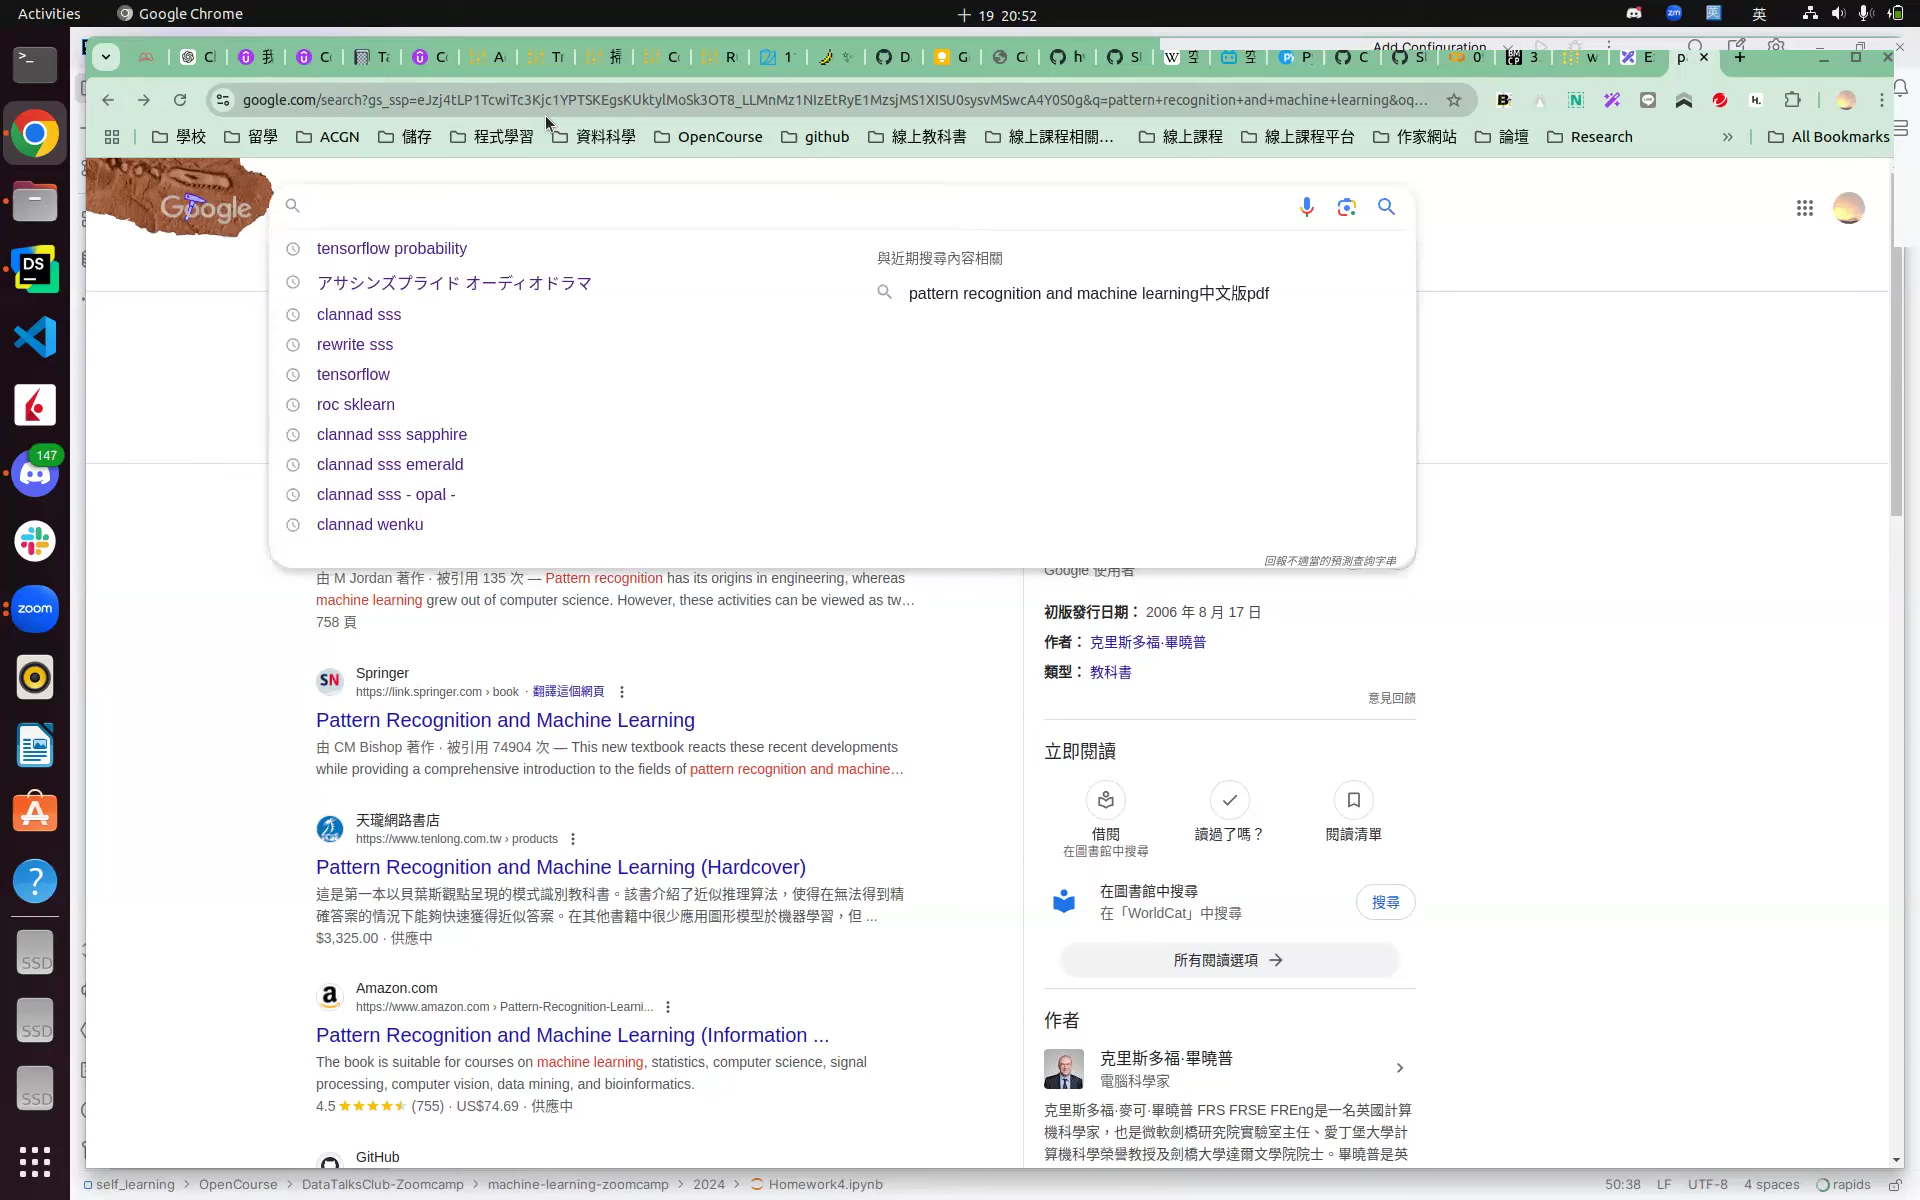 Activities
Google Chrome
19 20:52
英
Add Configuration
google.com/search?gs_ssp=eJzj4tLP1TcwiTc3Kjc1YPTSKEgsKUktylMoSk3OT8_LLMnMz1NIzEtRyE1MzsjMS1XISU0sysvMSwcA4Y0S0g&q=pattern+recognition+and+machine+learning&oq...
學校
留學
ACGN
儲存
程式學習
資料科學
OpenCourse
github
線上教科書
線上課程相關...
線上課程
線上課程平台
作家網站
論壇
Research
»
All Bookmarks
Google
tensorflow probability
アサシンズプライド オーディオドラマ
clannad sss
rewrite sss
tensorflow
roc sklearn
clannad sss sapphire
clannad sss emerald
clannad sss - opal -
clannad wenku
與近期搜尋內容相關
pattern recognition and machine learning中文版pdf
回報不適當的預測查詢字串
由 M Jordan 著作 · 被引用 135 次 — Pattern recognition has its origins in engineering, whereas
machine learning grew out of computer science. However, these activities can be viewed as tw…
758 頁
SN
Springer
https://link.springer.com › book · 翻譯這個網頁
Pattern Recognition and Machine Learning
由 CM Bishop 著作 · 被引用 74904 次 — This new textbook reacts these recent developments
while providing a comprehensive introduction to the fields of pattern recognition and machine…
天瓏網路書店
https://www.tenlong.com.tw › products
Pattern Recognition and Machine Learning (Hardcover)
這是第一本以貝葉斯觀點呈現的模式識別教科書。該書介紹了近似推理算法，使得在無法得到精
確答案的情況下能夠快速獲得近似答案。在其他書籍中很少應用圖形模型於機器學習，但 ...
$3,325.00 · 供應中
Amazon.com
https://www.amazon.com › Pattern-Recognition-Learni...
Pattern Recognition and Machine Learning (Information ...
The book is suitable for courses on machine learning, statistics, computer science, signal
processing, computer vision, data mining, and bioinformatics.
4.5 ★★★★★ (755) · US$74.69 · 供應中
GitHub
Google 使用者
初版發行日期： 2006 年 8 月 17 日
作者： 克里斯多福·畢曉普
類型： 教科書
意見回饋
立即閱讀
借閱
在圖書館中搜尋
讀過了嗎？
閱讀清單
在圖書館中搜尋
在「WorldCat」中搜尋
搜尋
所有閱讀選項
作者
克里斯多福·畢曉普
電腦科學家
克里斯多福·麥可·畢曉普 FRS FRSE FREng是一名英國計算
機科學家，也是微軟劍橋研究院實驗室主任、愛丁堡大學計
算機科學榮譽教授及劍橋大學達爾文學院院士。畢曉普是英
DS
147
zoom
SSD
SSD
SSD
self_learning
OpenCourse
DataTalksClub-Zoomcamp
machine-learning-zoomcamp
2024
Homework4.ipynb
50:38
LF
UTF-8
4 spaces
rapids